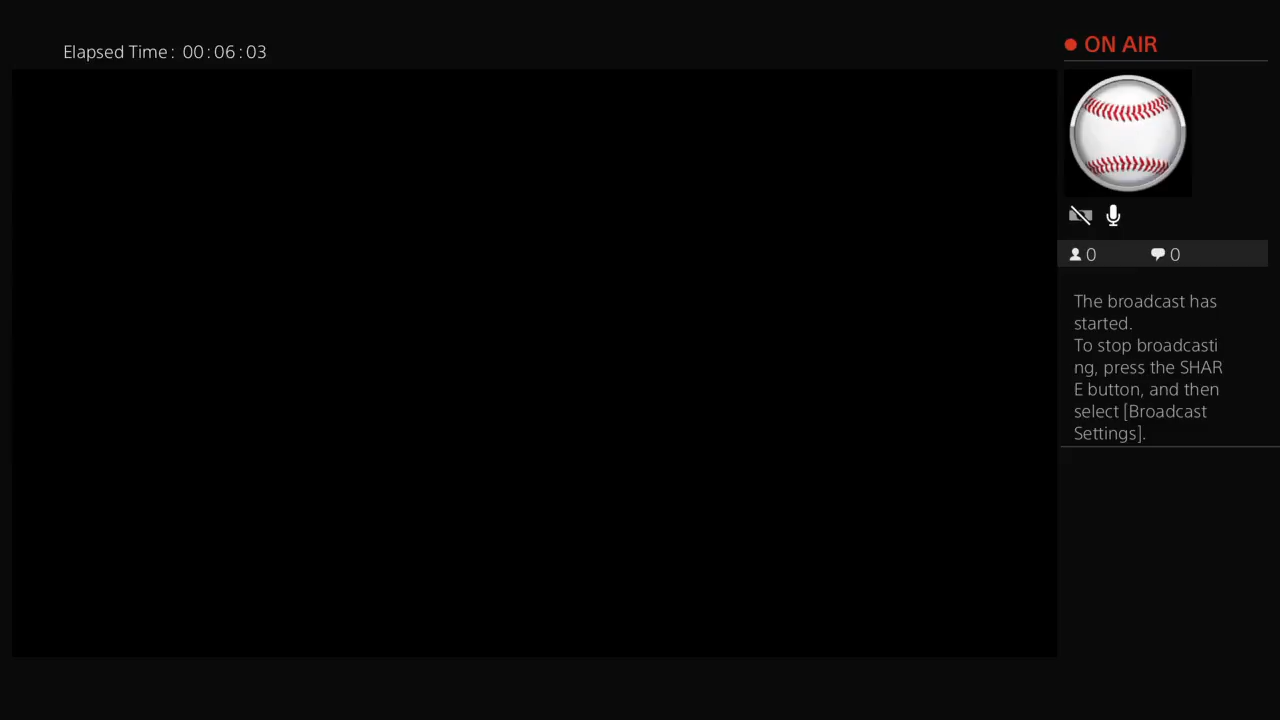 Elapsed Time: 00:06:03
ON AIR
0 0
The broadcast has
started.
To stop broadcasti
ng, press the SHAR
E button, and then
select [Broadcast
Settings].